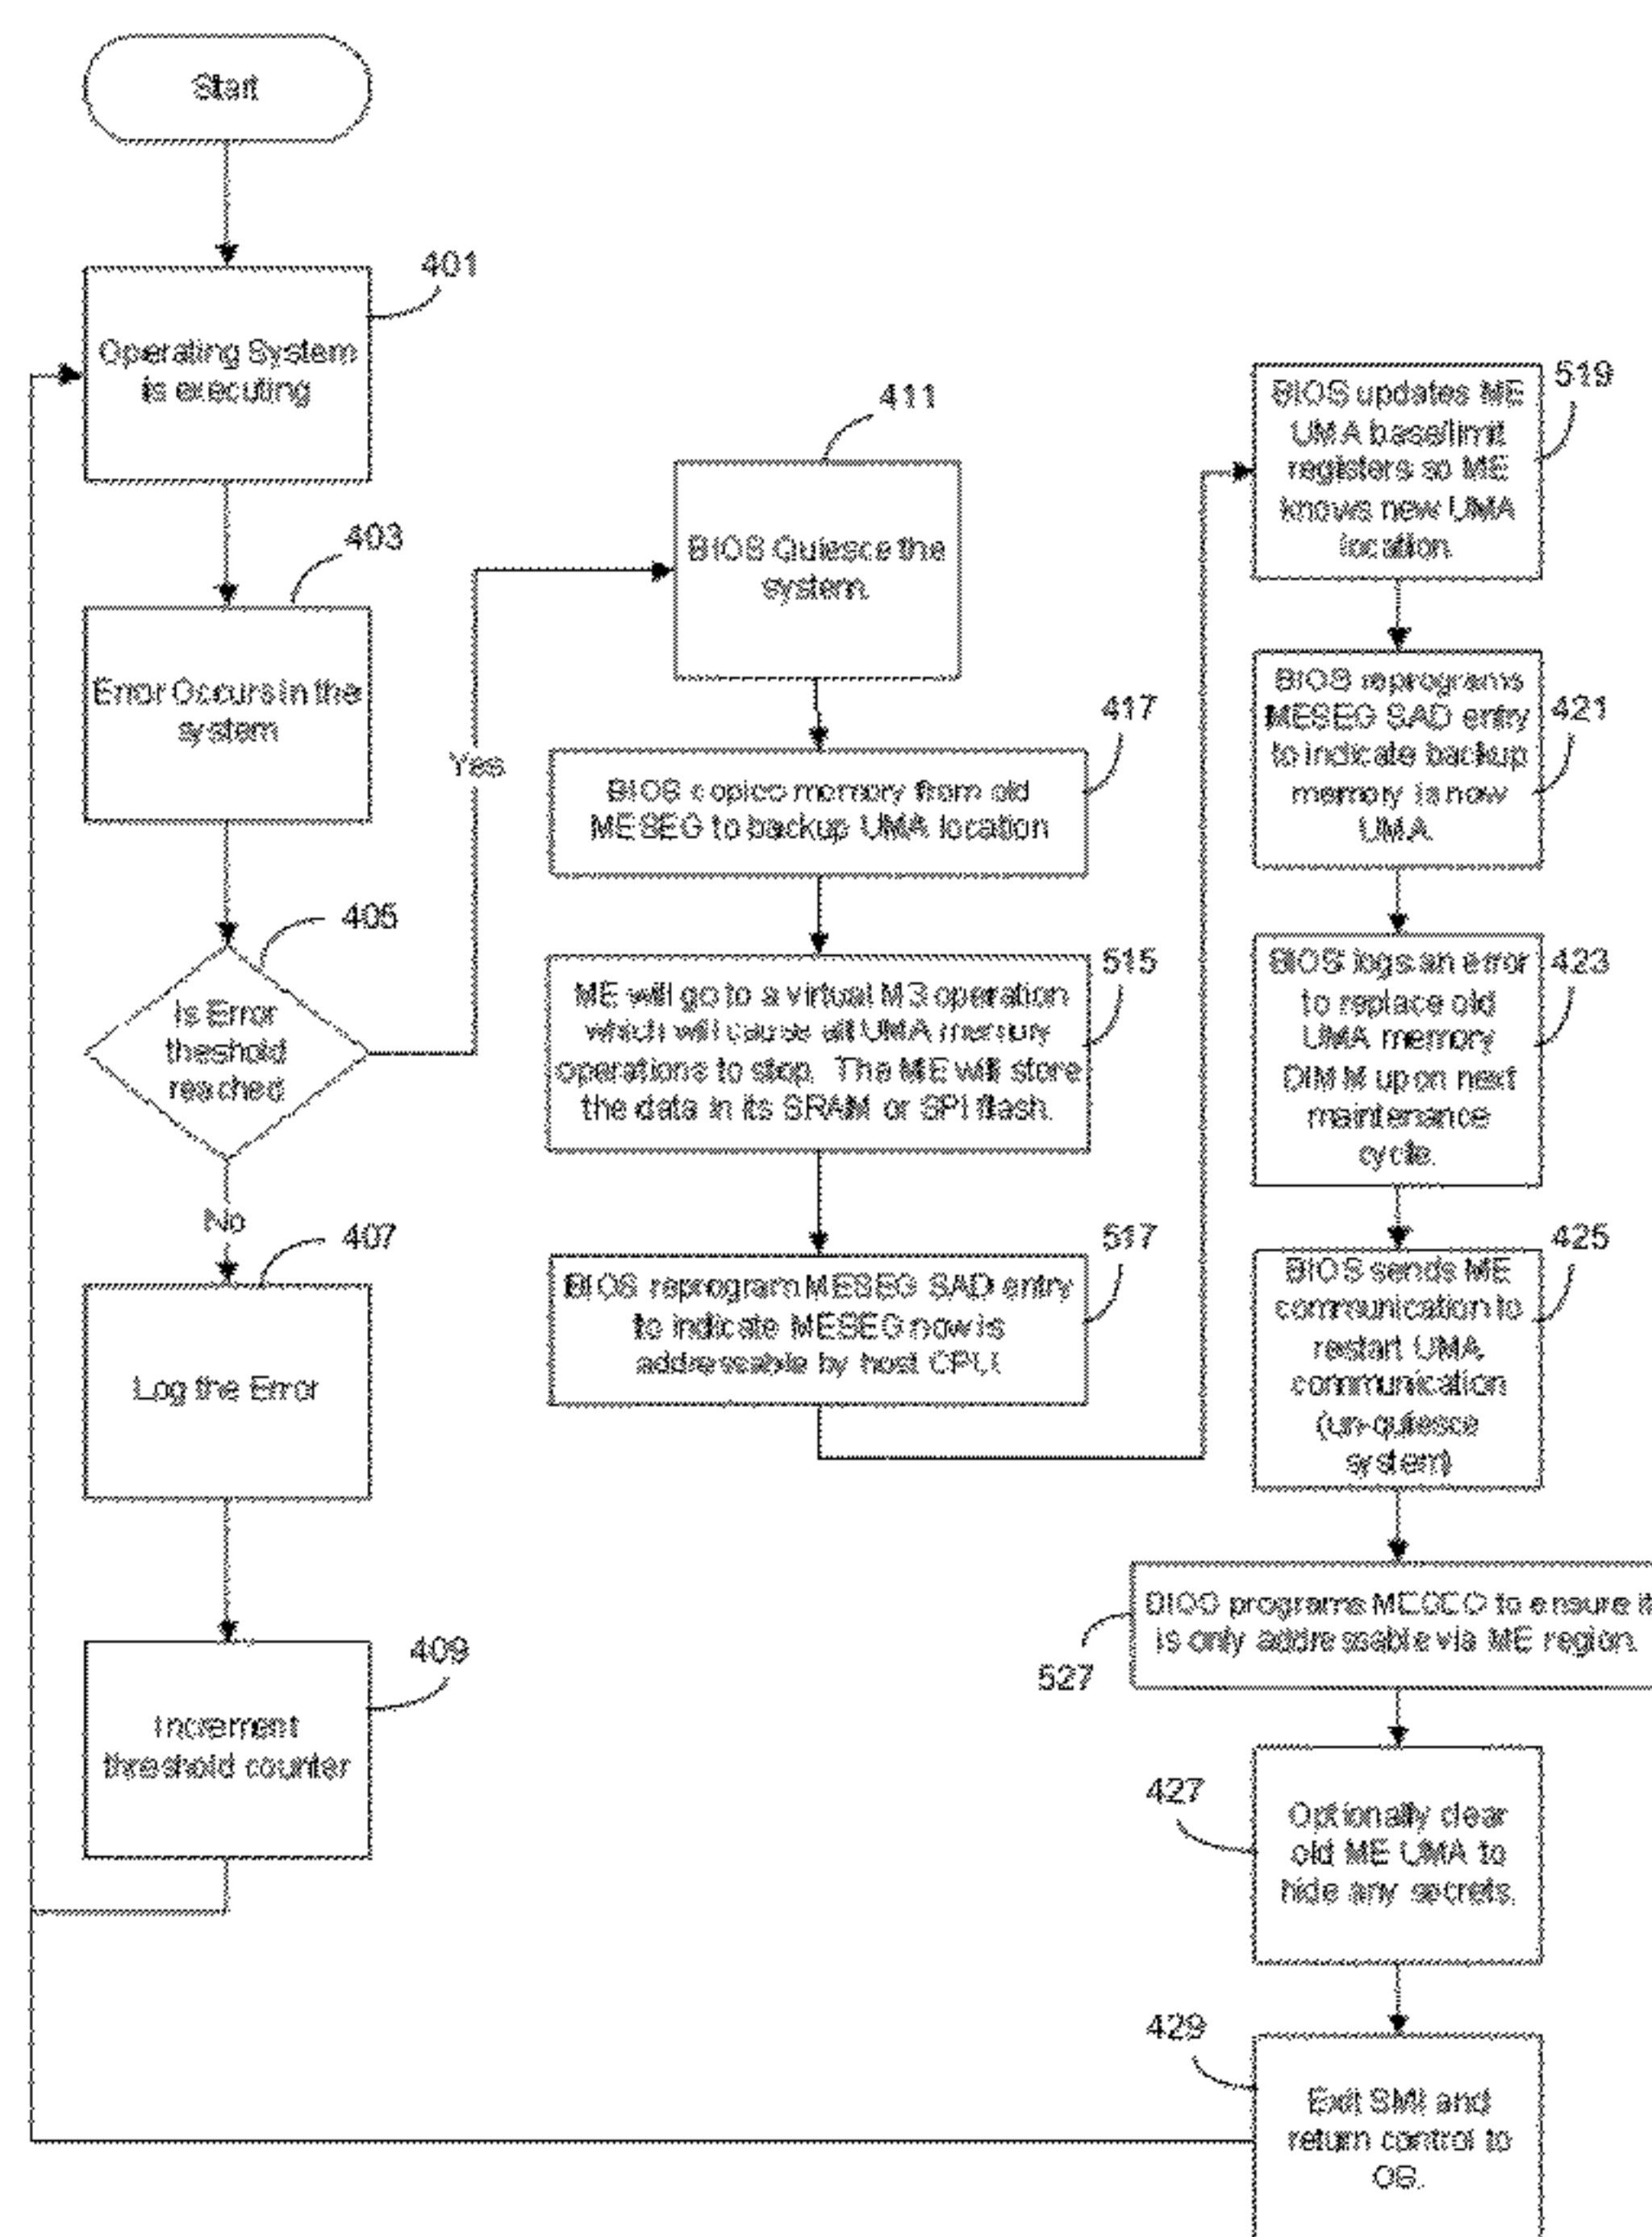 Start
401
Operating System
is executing
403
Error Occurs in the
system
405
Is Error
theshold
reached
Yes
No
407
Log the Error
409
Increment
threshold counter
411
BIOS Quiesce the
system.
417
BIOS copies memory from old
MESEG to backup UMA location
515
ME will go to a virtual M3 operation
which will cause all UMA memory
operations to stop. The ME will store
the data in its SRAM or SPI flash.
517
BIOS reprogram MESEG SAD entry
to indicate MESEG now is
addressable by host CPU.
519
BIOS updates ME
UMA base/limit
registers so ME
knows new UMA
location.
421
BIOS reprograms
MESEG SAD entry
to indicate backup
memory is now
UMA.
423
BIOS logs an error
to replace old
UMA memory
DIMM upon next
maintenance
cycle.
425
BIOS sends ME
communication to
restart UMA
communication
(un-quiesce
system)
527
BIOS programs MESEG to ensure it
is only addressable via ME region.
427
Optionally clear
old ME UMA to
hide any secrets.
429
Exit SMI and
return control to
OS.